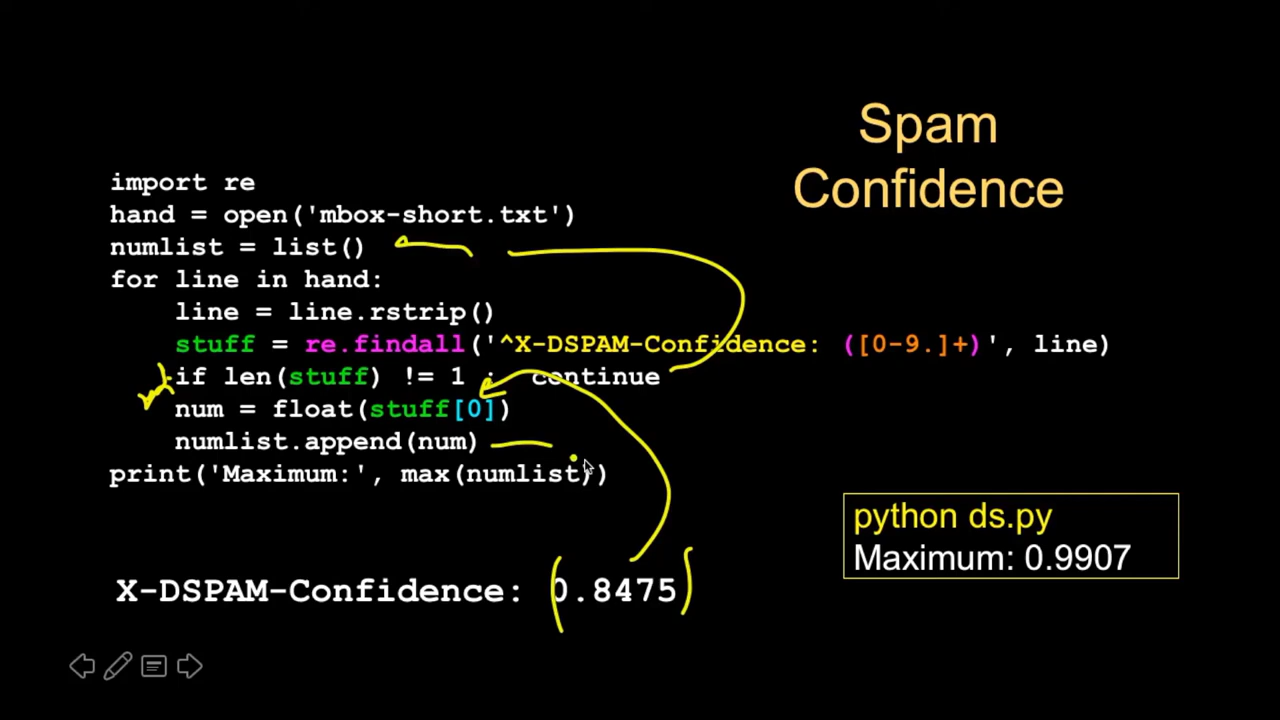 Spam
Confidence
import re
hand = open('mbox-short.txt')
numlist = list()
for line in hand:
    line = line.rstrip()
    stuff = re.findall('^X-DSPAM-Confidence: ([0-9.]+)', line)
    if len(stuff) != 1 :  continue
    num = float(stuff[0])
    numlist.append(num)
print('Maximum:', max(numlist))
python ds.py
Maximum: 0.9907
X-DSPAM-Confidence: 0.8475